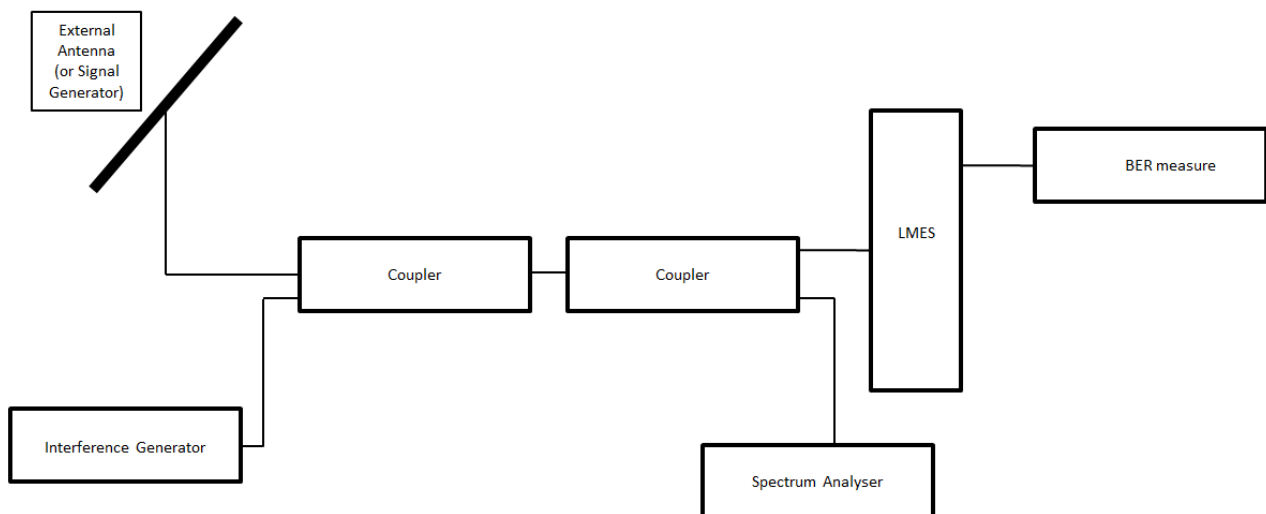 External
Antenna
(or Signal
Generator)
BER measure
LMES
Coupler
Coupler
Interference Generator
Spectrum Analyser